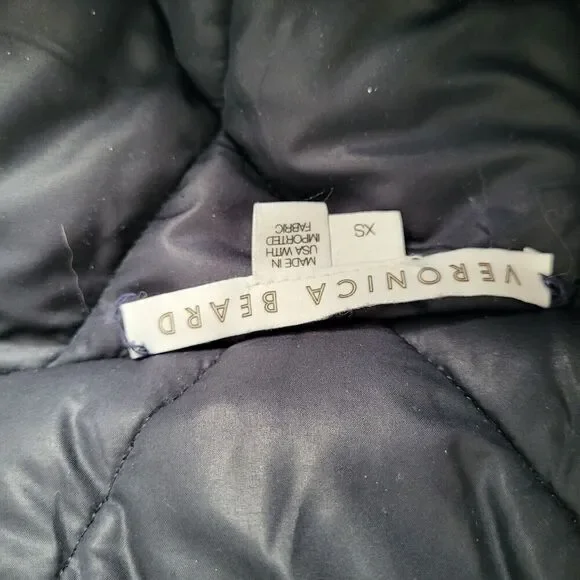 VERONICA BEARD
XS
MADE IN
USA WITH
IMPORTED
FABRIC